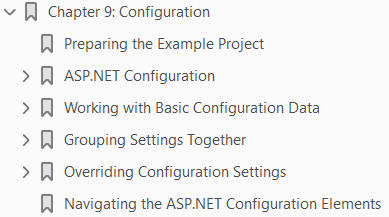 Chapter 9: Configuration
Preparing the Example Project
ASP.NET Configuration
Working with Basic Configuration Data
Grouping Settings Together
Overriding Configuration Settings
Navigating the ASP.NET Configuration Elements